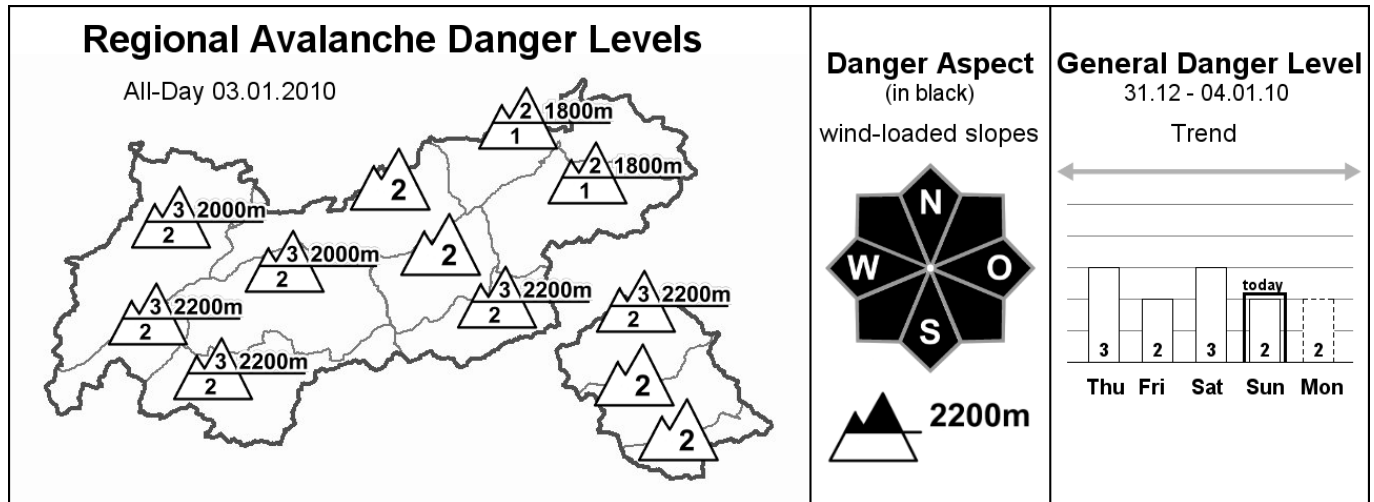 Regional Avalanche Danger Levels
All-Day 03.01.2010
2 1800m
1
2 1800m
1
2
3 2000m
2
3 2000m
2
2
3 2200m
2
3 2200m
2
3 2200m
2
3 2200m
2
2
2
Danger Aspect
(in black)
wind-loaded slopes
N
W O
S
2200m
General Danger Level
31.12 - 04.01.10
Trend
today
3 2 3 2 2
Thu Fri Sat Sun Mon